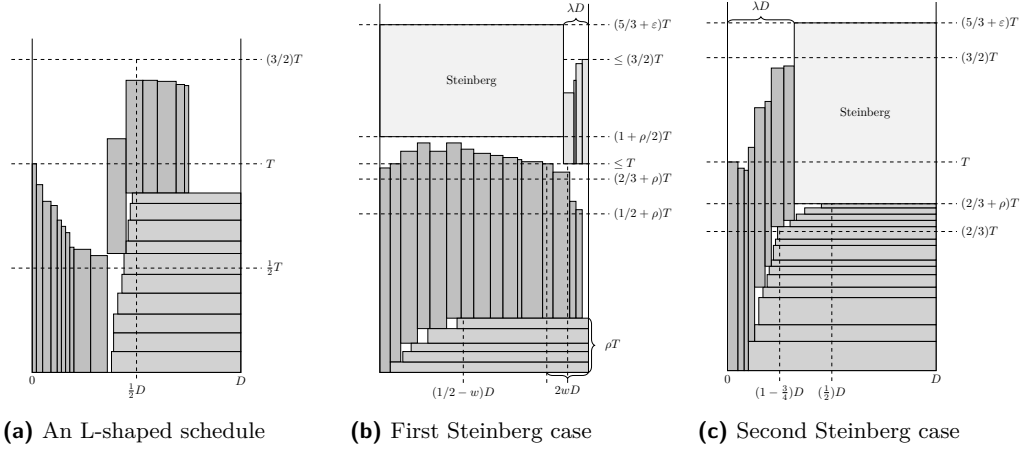 (3/2)T
T
½T
0
½D
D
(a) An L-shaped schedule
λD
(5/3 + ε)T
≤ (3/2)T
Steinberg
(1 + ρ/2)T
≤ T
(2/3 + ρ)T
(1/2 + ρ)T
ρT
(1/2 − w)D
2wD
(b) First Steinberg case
λD
(5/3 + ε)T
(3/2)T
Steinberg
T
(2/3 + ρ)T
(2/3)T
0
D
(1 − ¾)D
(½)D
(c) Second Steinberg case